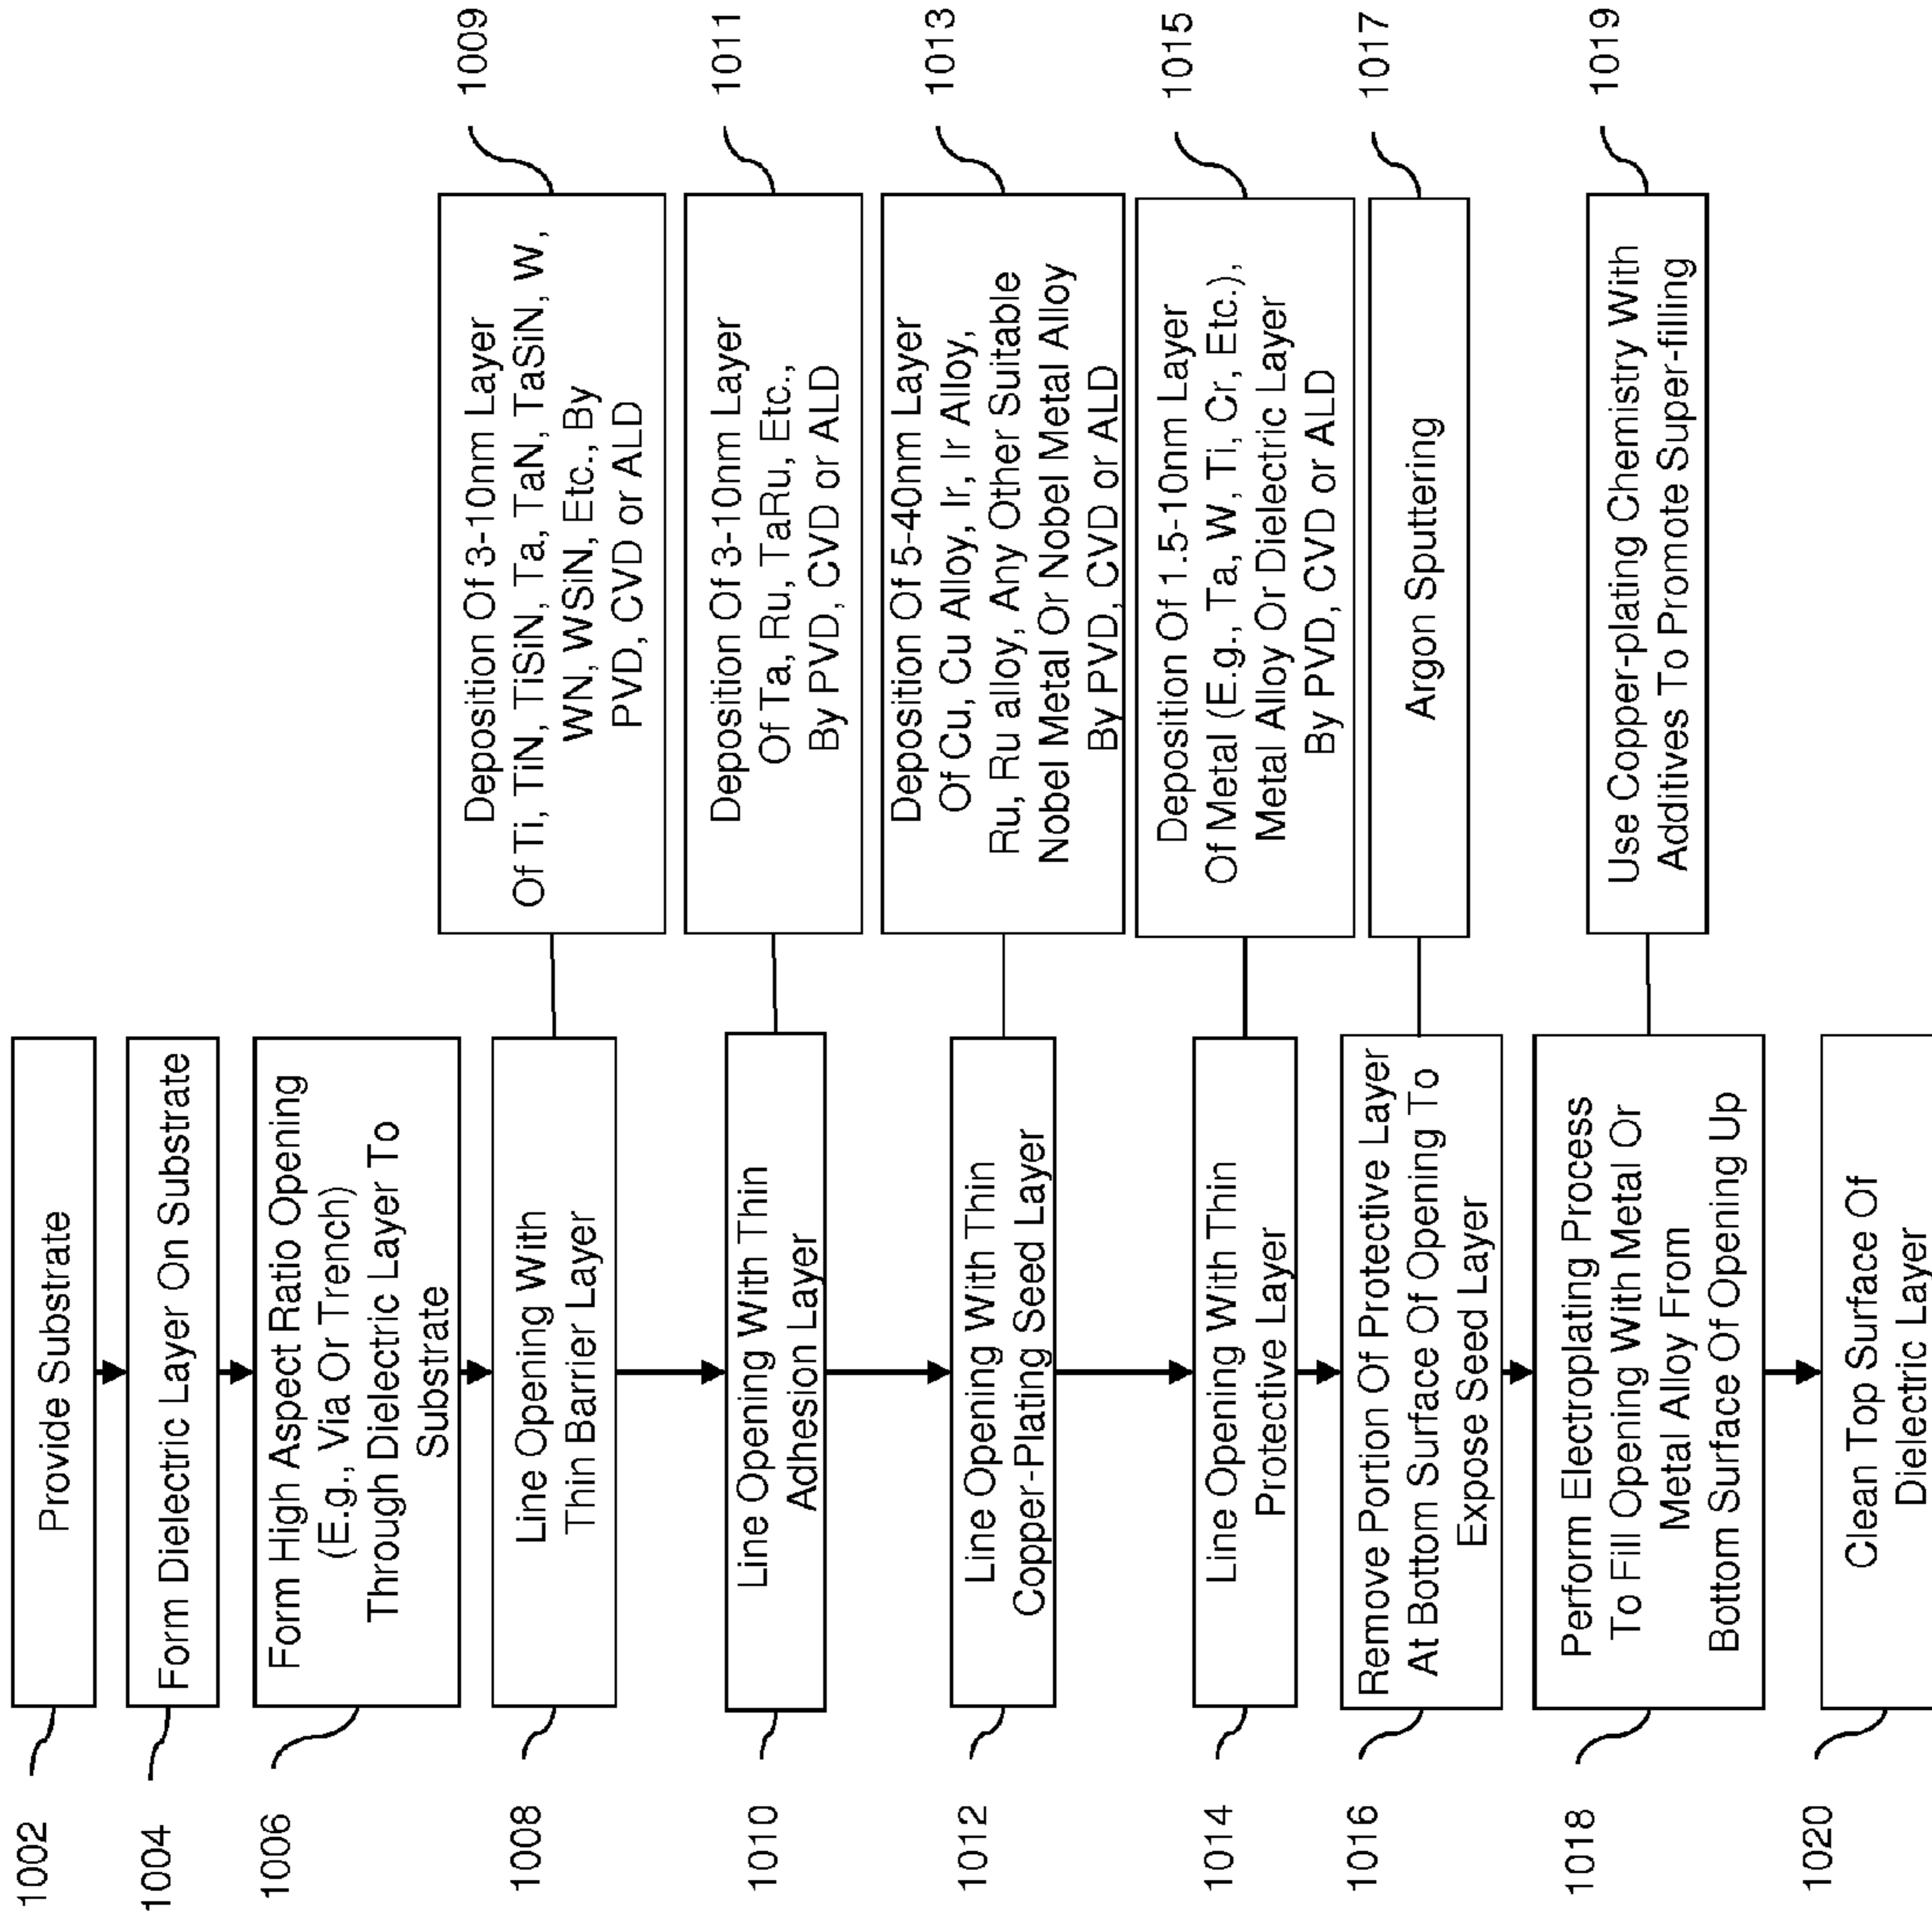 1002
Provide Substrate
1004
Form Dielectric Layer On Substrate
1006
Form High Aspect Ratio Opening
(E.g., Via Or Trench)
Through Dielectric Layer To
Substrate
1008
Line Opening With
Thin Barrier Layer
Deposition Of 3-10nm Layer
Of Ti, TiN, TiSiN, Ta, TaN, TaSiN, W,
WN, WSiN, Etc., By
PVD, CVD or ALD
1009
1010
Line Opening With Thin
Adhesion Layer
Deposition Of 3-10nm Layer
Of Ta, Ru, TaRu, Etc.,
By PVD, CVD or ALD
1011
1012
Line Opening With Thin
Copper-Plating Seed Layer
Deposition Of 5-40nm Layer
Of Cu, Cu Alloy, Ir, Ir Alloy,
Ru, Ru alloy, Any Other Suitable
Nobel Metal Or Nobel Metal Alloy
By PVD, CVD or ALD
1013
1014
Line Opening With Thin
Protective Layer
Deposition Of 1.5-10nm Layer
Of Metal (E.g., Ta, W, Ti, Cr, Etc.),
Metal Alloy Or Dielectric Layer
By PVD, CVD or ALD
1015
1016
Remove Portion Of Protective Layer
At Bottom Surface Of Opening To
Expose Seed Layer
Argon Sputtering
1017
1018
Perform Electroplating Process
To Fill Opening With Metal Or
Metal Alloy From
Bottom Surface Of Opening Up
Use Copper-plating Chemistry With
Additives To Promote Super-filling
1019
1020
Clean Top Surface Of
Dielectric Layer